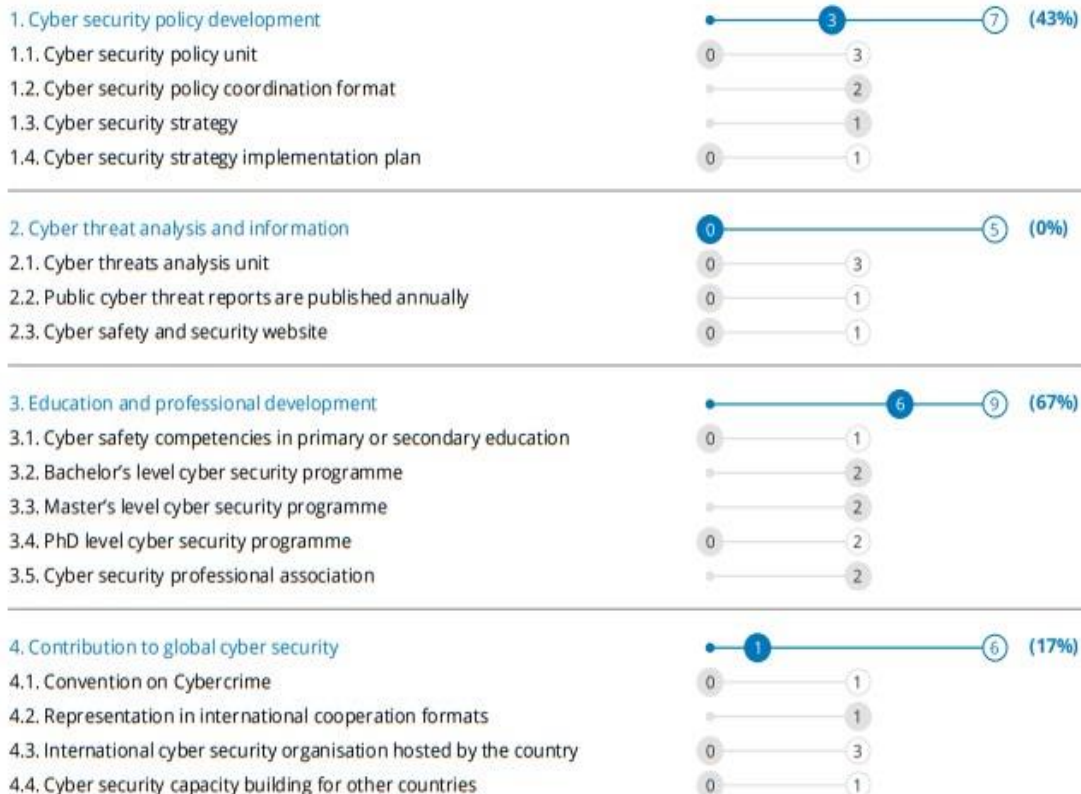 1. Cyber security policy development 3 7 (43%)
1.1. Cyber security policy unit 0 3
1.2. Cyber security policy coordination format 2
1.3. Cyber security strategy 1
1.4. Cyber security strategy implementation plan 0 1
2. Cyber threat analysis and information 0 5 (0%)
2.1. Cyber threats analysis unit 0 3
2.2. Public cyber threat reports are published annually 0 1
2.3. Cyber safety and security website 0 1
3. Education and professional development 6 9 (67%)
3.1. Cyber safety competencies in primary or secondary education 0 1
3.2. Bachelor's level cyber security programme 2
3.3. Master's level cyber security programme 2
3.4. PhD level cyber security programme 0 2
3.5. Cyber security professional association 2
4. Contribution to global cyber security 1 6 (17%)
4.1. Convention on Cybercrime 0 1
4.2. Representation in international cooperation formats 1
4.3. International cyber security organisation hosted by the country 0 3
4.4. Cyber security capacity building for other countries 0 1